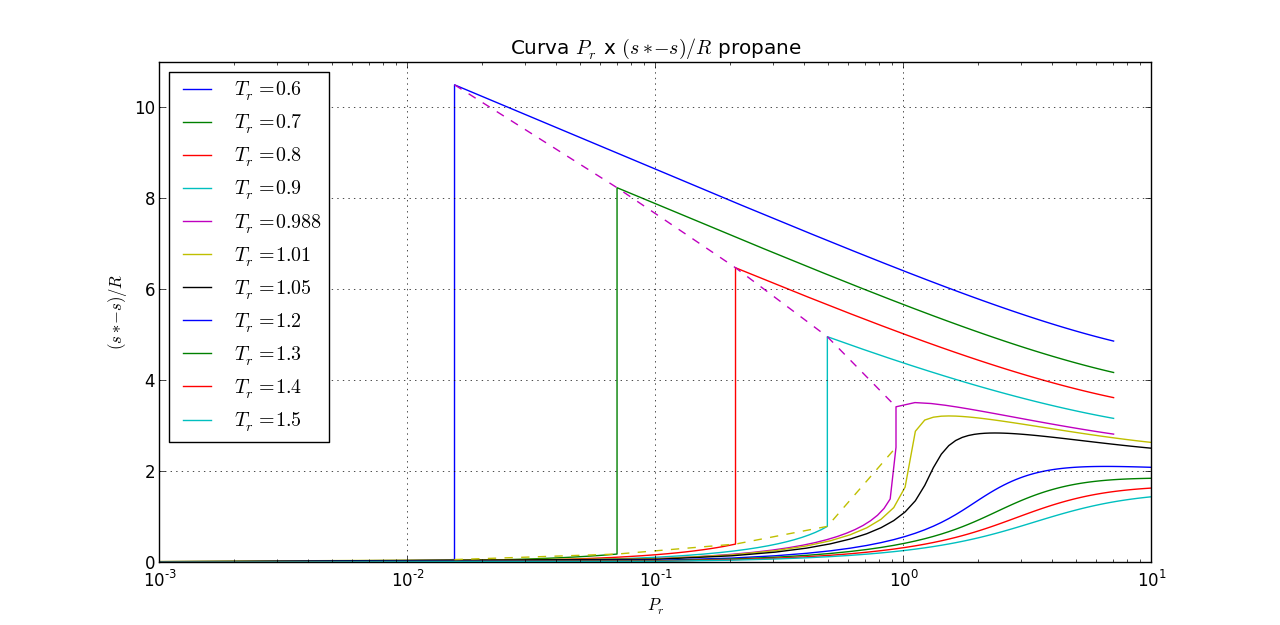 Curva P_r x (s*−s)/R propane
T_r=0.6
T_r=0.7
T_r=0.8
T_r=0.9
T_r=0.988
T_r=1.01
T_r=1.05
T_r=1.2
T_r=1.3
T_r=1.4
T_r=1.5
10
8
6
4
2
0
(s*−s)/R
10^-3
10^-2
10^-1
10^0
10^1
P_r